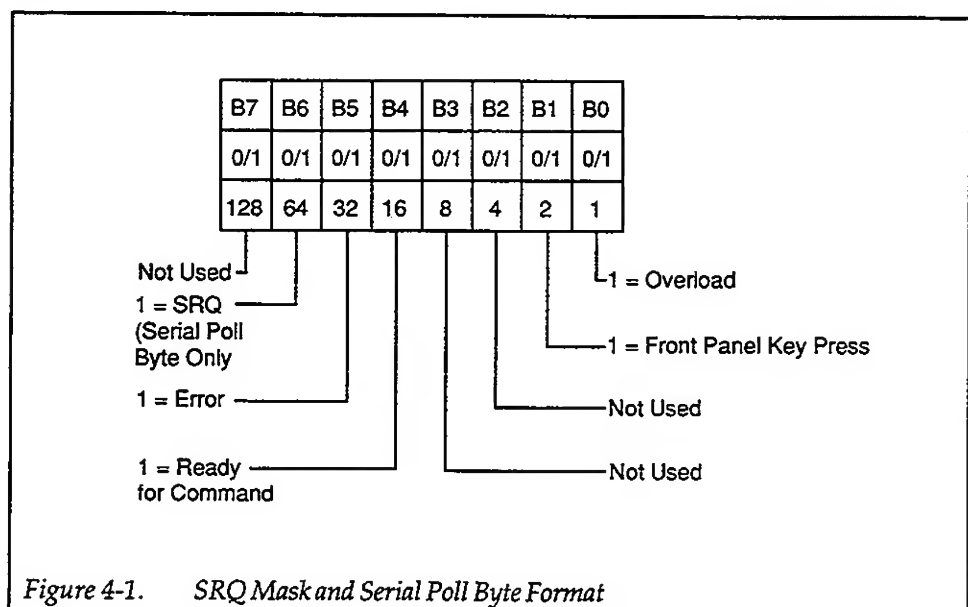 B7 B6 B5 B4 B3 B2 B1 B0
0/1 0/1 0/1 0/1 0/1 0/1 0/1 0/1
128 64 32 16 8 4 2 1
Not Used
1 = SRQ
(Serial Poll
Byte Only
1 = Error
1 = Ready
for Command
1 = Overload
1 = Front Panel Key Press
Not Used
Not Used
Figure 4-1. SRQ Mask and Serial Poll Byte Format